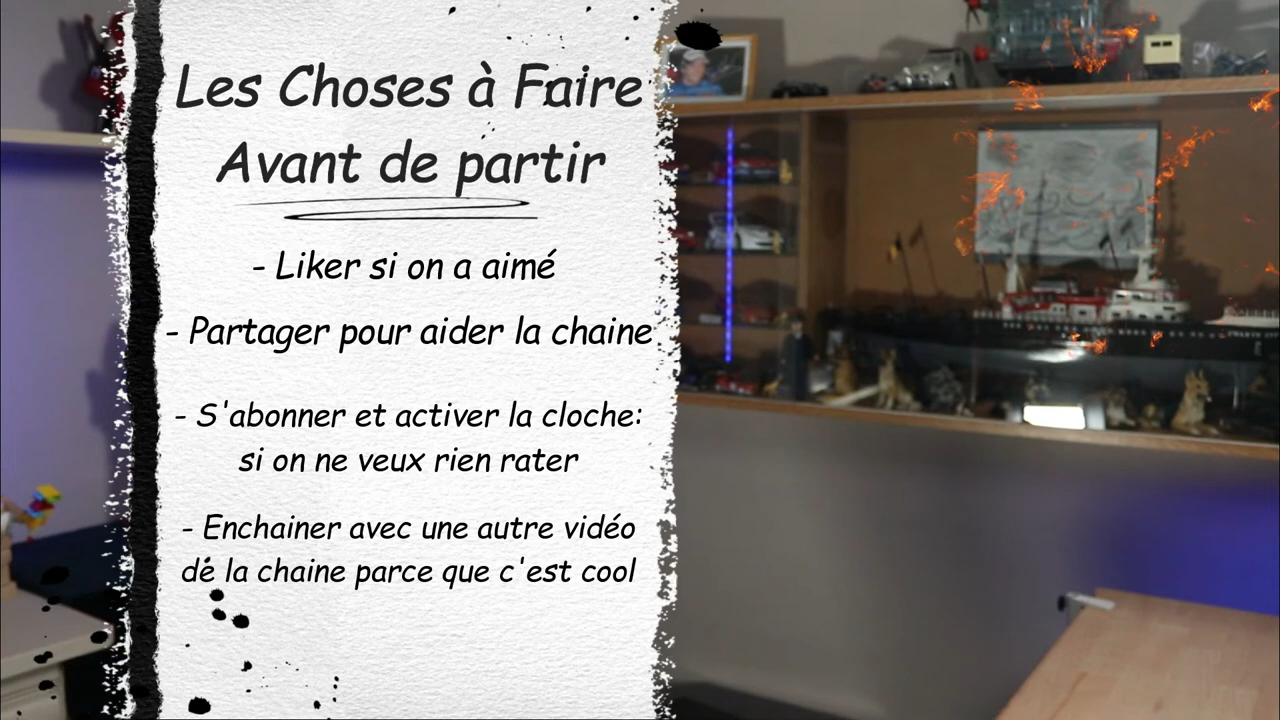 Les Choses à Faire
Avant de partir
- Liker si on a aimé
- Partager pour aider la chaine
- S'abonner et activer la cloche:
si on ne veux rien rater
- Enchainer avec une autre vidéo
de la chaine parce que c'est cool